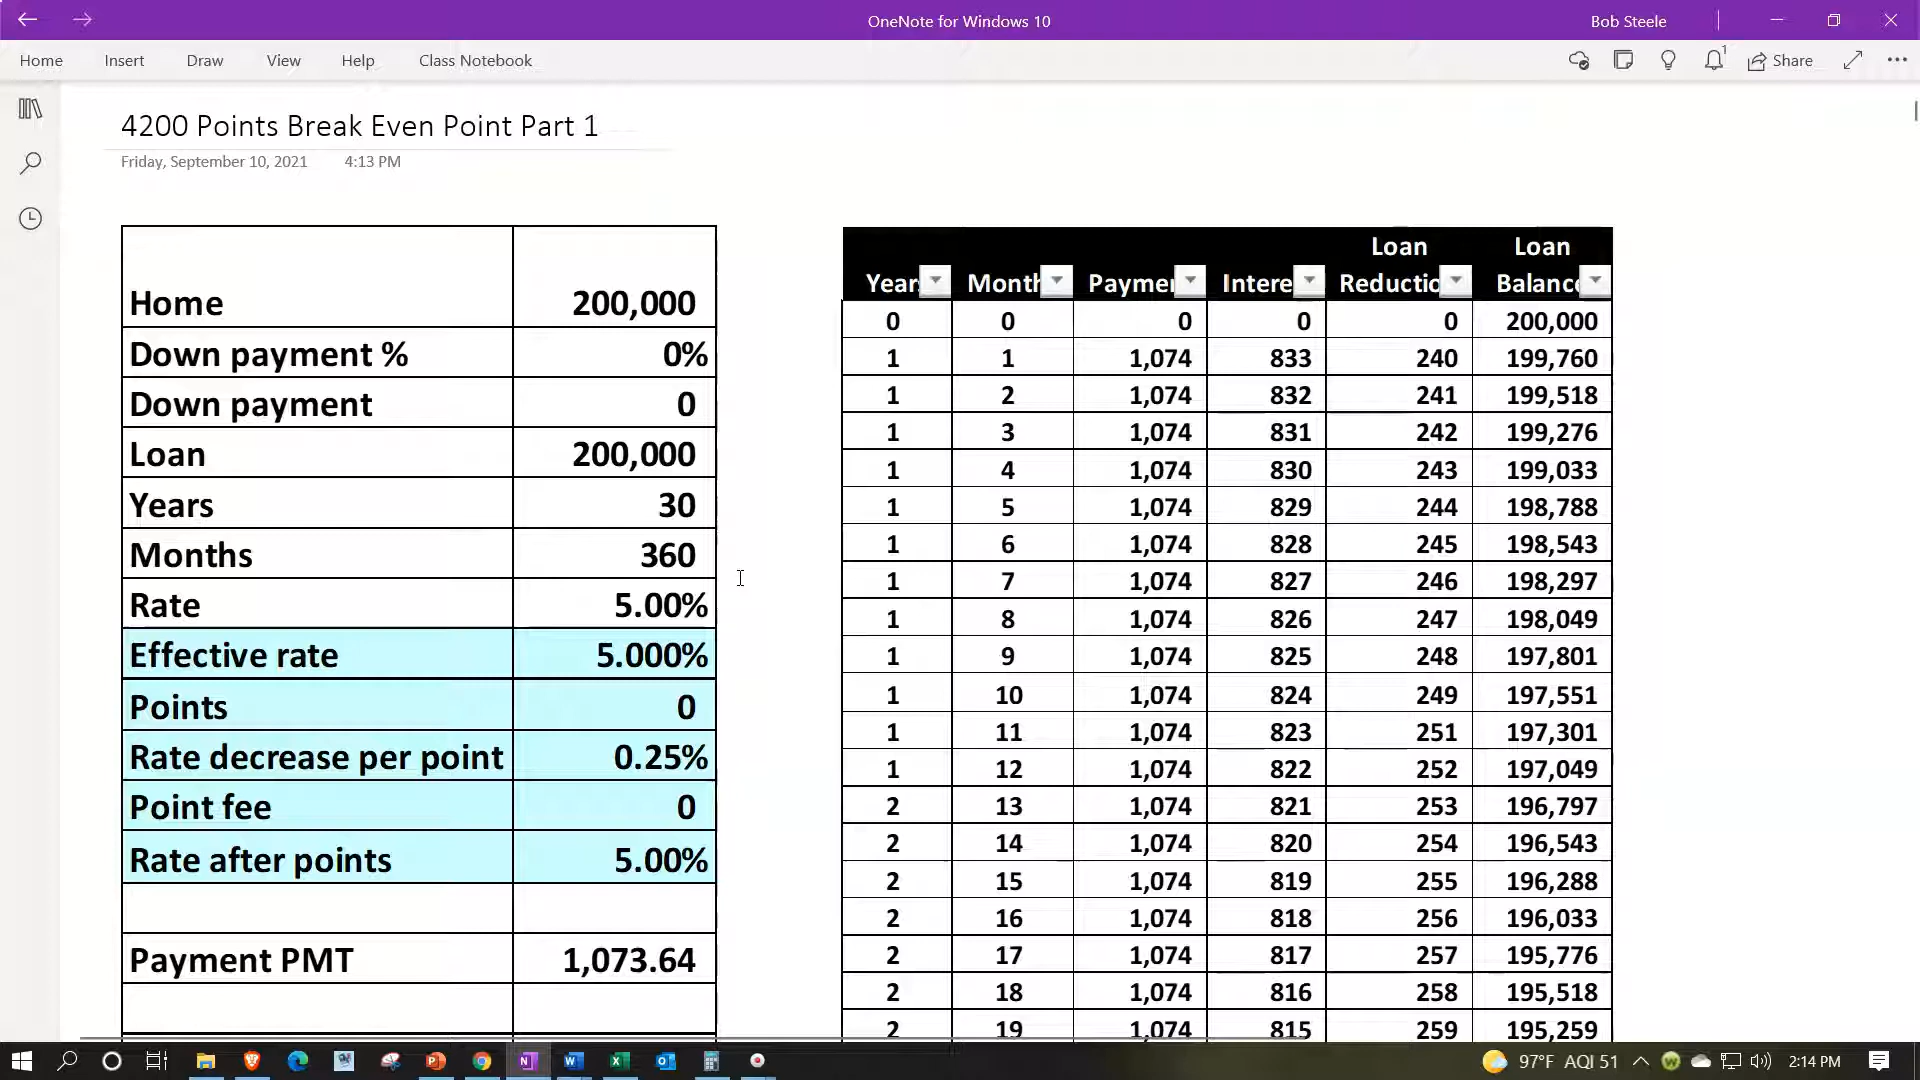 OneNote for Windows 10
Bob Steele
Home Insert Draw View Help Class Notebook
1
Share
4200 Points Break Even Point Part 1
Friday, September 10, 2021 4:13 PM
Home 200,000
Down payment % 0%
Down payment 0
Loan 200,000
Years 30
Months 360
Rate 5.00%
Effective rate 5.000%
Points 0
Rate decrease per point 0.25%
Point fee 0
Rate after points 5.00%
Payment PMT 1,073.64
Loan Loan
Year Month Paymen Intere Reductio Balance
0 0 0 0 0 200,000
1 1 1,074 833 240 199,760
1 2 1,074 832 241 199,518
1 3 1,074 831 242 199,276
1 4 1,074 830 243 199,033
1 5 1,074 829 244 198,788
1 6 1,074 828 245 198,543
1 7 1,074 827 246 198,297
1 8 1,074 826 247 198,049
1 9 1,074 825 248 197,801
1 10 1,074 824 249 197,551
1 11 1,074 823 251 197,301
1 12 1,074 822 252 197,049
2 13 1,074 821 253 196,797
2 14 1,074 820 254 196,543
2 15 1,074 819 255 196,288
2 16 1,074 818 256 196,033
2 17 1,074 817 257 195,776
2 18 1,074 816 258 195,518
2 19 1,074 815 259 195,259
97°F AQI 51 2:14 PM